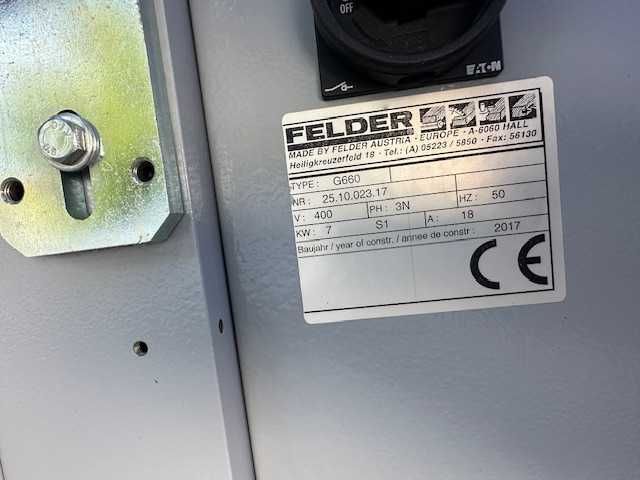 OFF
EATON
FELDER
MADE BY FELDER AUSTRIA · EUROPE · A-6060 HALL
Heiligkreuzerfeld 18 · Tel.: (A) 05223 / 5850 · Fax: 56130
TYPE : G660
NR : 25.10.023.17
V : 400 PH : 3N HZ : 50
KW : 7 S1 A : 18
Baujahr / year of constr. / annee de constr : 2017
CE